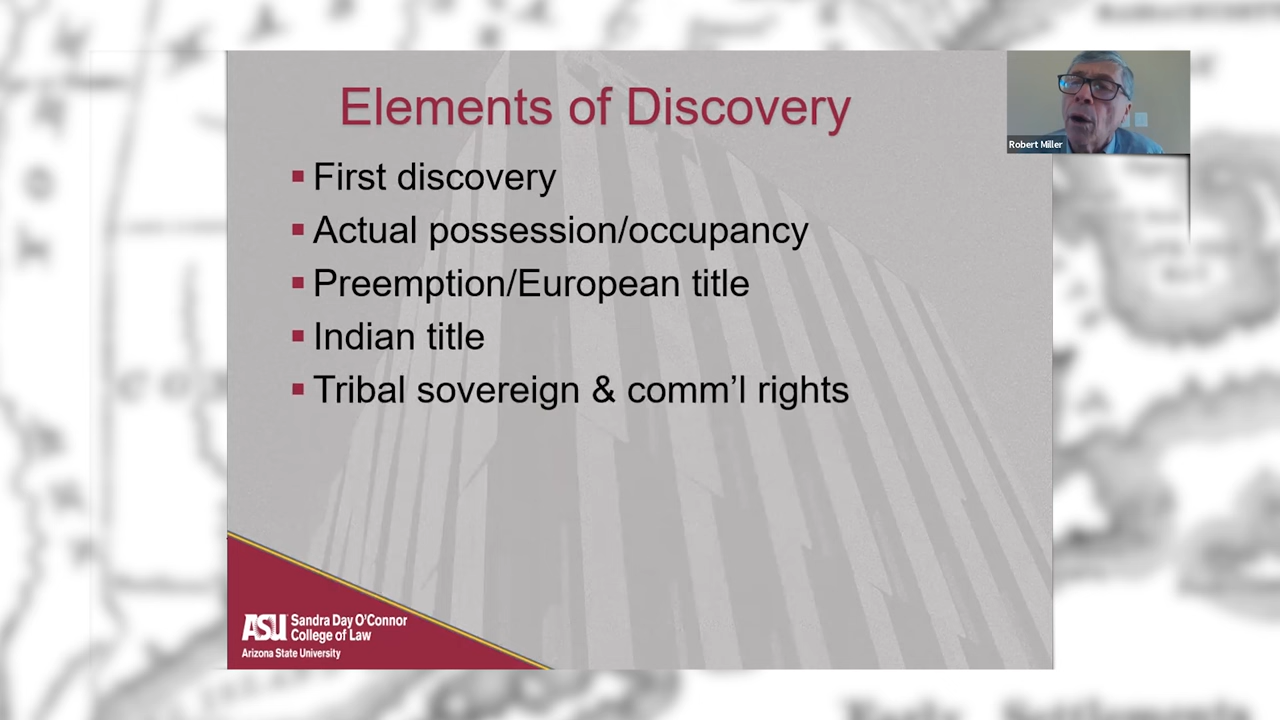 Elements of Discovery
First discovery
Actual possession/occupancy
Preemption/European title
Indian title
Tribal sovereign & comm’l rights
Robert Miller
ASU Sandra Day O’Connor
College of Law
Arizona State University